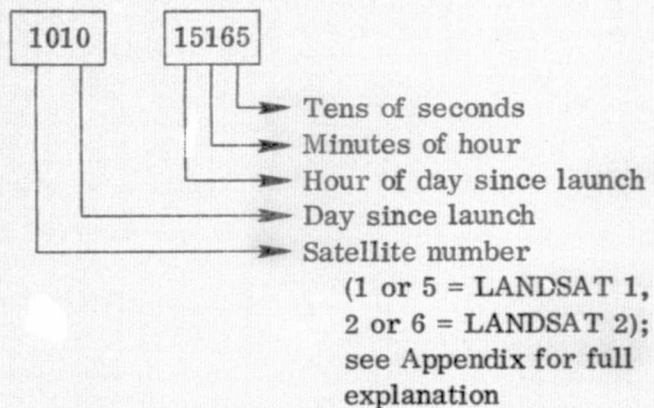 1010 15165
Tens of seconds
Minutes of hour
Hour of day since launch
Day since launch
Satellite number
(1 or 5 = LANDSAT 1,
2 or 6 = LANDSAT 2);
see Appendix for full
explanation